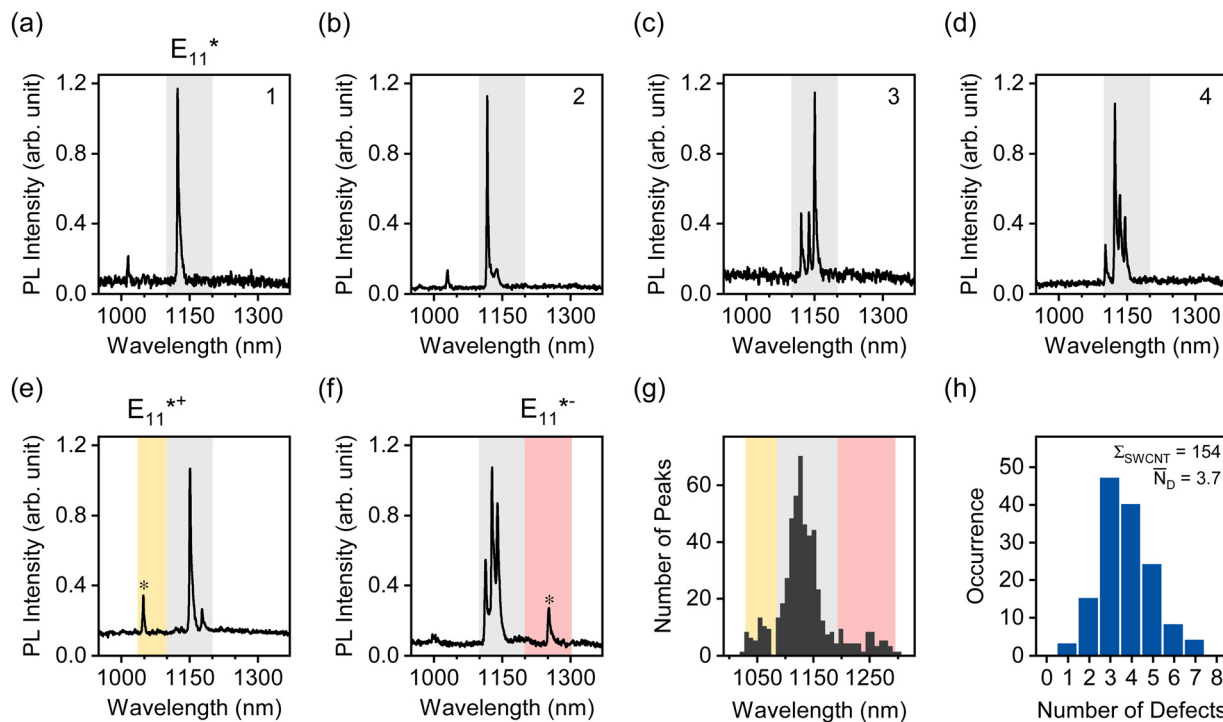 (a)
E11*
1
PL Intensity (arb. unit)
1.2
0.8
0.4
0.0
1000 1150 1300
Wavelength (nm)
(b)
2
PL Intensity (arb. unit)
1.2
0.8
0.4
0.0
1000 1150 1300
Wavelength (nm)
(c)
3
PL Intensity (arb. unit)
1.2
0.8
0.4
0.0
1000 1150 1300
Wavelength (nm)
(d)
4
PL Intensity (arb. unit)
1.2
0.8
0.4
0.0
1000 1150 1300
Wavelength (nm)
(e)
E11*+
*
PL Intensity (arb. unit)
1.2
0.8
0.4
0.0
1000 1150 1300
Wavelength (nm)
(f)
E11*-
*
PL Intensity (arb. unit)
1.2
0.8
0.4
0.0
1000 1150 1300
Wavelength (nm)
(g)
Number of Peaks
60
40
20
0
1050 1150 1250
Wavelength (nm)
(h)
ΣSWCNT = 154
N̅D = 3.7
Occurrence
50
40
30
20
10
0
0 1 2 3 4 5 6 7 8
Number of Defects